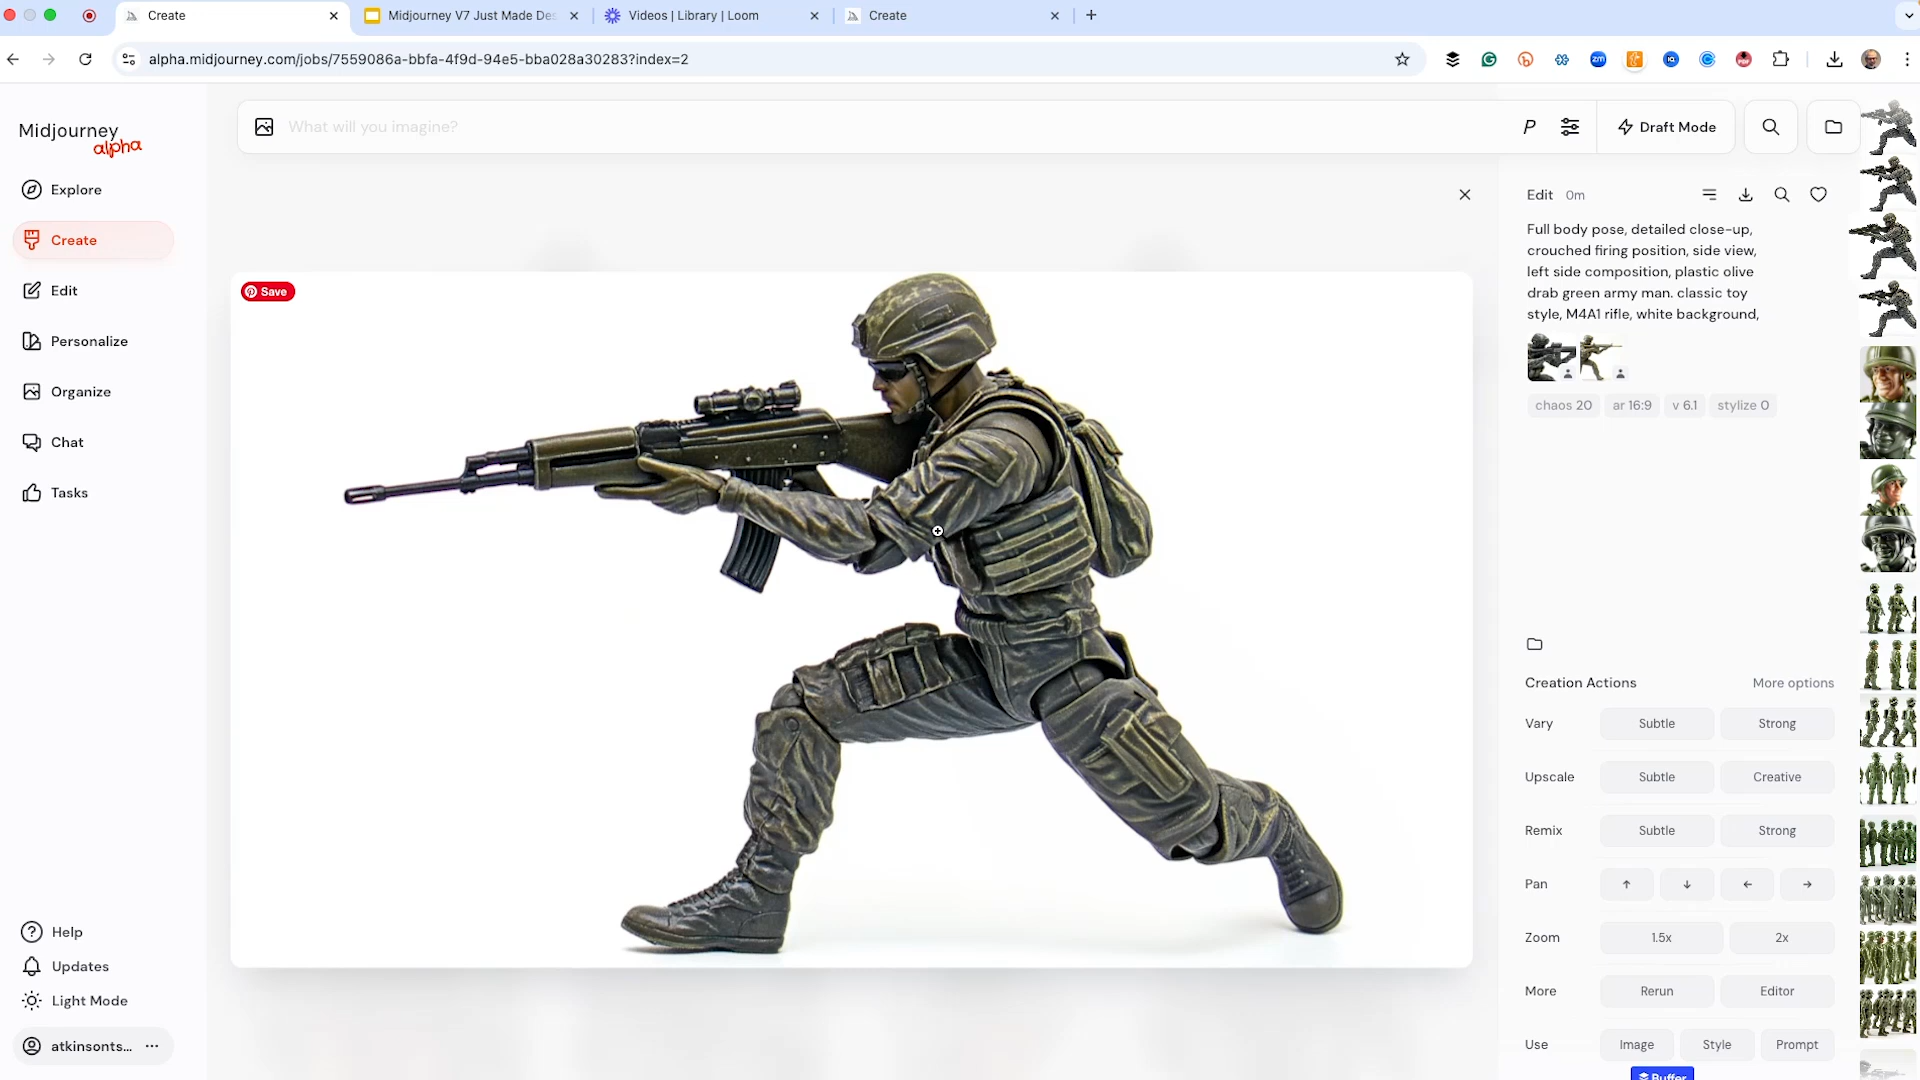 Create
Midjourney V7 Just Made Des
Videos | Library | Loom
Create
alpha.midjourney.com/jobs/7559086a-bbfa-4f9d-94e5-bba028a30283?index=2
Midjourney
alpha
Explore
Create
Edit
Personalize
Organize
Chat
Tasks
Help
Updates
Light Mode
atkinsonts...
What will you imagine?
P
Draft Mode
Save
Edit 0m
Full body pose, detailed close-up,
crouched firing position, side view,
left side composition, plastic olive
drab green army man. classic toy
style, M4A1 rifle, white background,
chaos 20 ar 16:9 v 6.1 stylize 0
Creation Actions More options
Vary Subtle Strong
Upscale Subtle Creative
Remix Subtle Strong
Pan
Zoom 1.5x 2x
More Rerun Editor
Use Image Style Prompt
Buffer